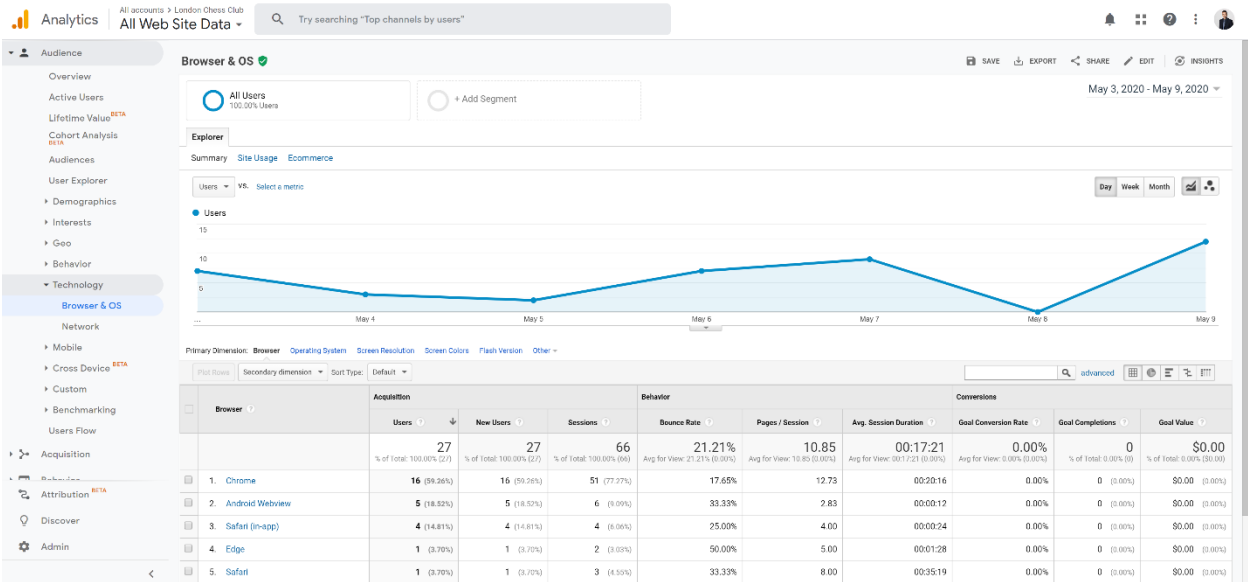 All accounts > London Chess Club
Analytics
All Web Site Data
Try searching "Top channels by users"
Audience
Overview
Active Users
Lifetime Value BETA
Cohort Analysis
BETA
Audiences
User Explorer
Demographics
Interests
Geo
Behavior
Technology
Browser & OS
Network
Mobile
Cross Device BETA
Custom
Benchmarking
Users Flow
Acquisition
Behavior
Attribution BETA
Discover
Admin
Browser & OS
SAVE EXPORT SHARE EDIT INSIGHTS
All Users
100.00% Users
+ Add Segment
May 3, 2020 - May 9, 2020
Explorer
Summary Site Usage Ecommerce
Users VS. Select a metric
Day Week Month
Users
15
10
5
... May 4 May 5 May 6 May 7 May 8 May 9
Primary Dimension: Browser Operating System Screen Resolution Screen Colors Flash Version Other
Plot Rows Secondary dimension Sort Type: Default advanced
Browser Acquisition Behavior Conversions
Users New Users Sessions Bounce Rate Pages / Session Avg. Session Duration Goal Conversion Rate Goal Completions Goal Value
27 27 66 21.21% 10.85 00:17:21 0.00% 0 $0.00
% of Total: 100.00% (27) % of Total: 100.00% (27) % of Total: 100.00% (66) Avg for View: 21.21% (0.00%) Avg for View: 10.85 (0.00%) Avg for View: 00:17:21 (0.00%) Avg for View: 0.00% (0.00%) % of Total: 0.00% (0) % of Total: 0.00% ($0.00)
1. Chrome 16 (59.26%) 16 (59.26%) 51 (77.27%) 17.65% 12.73 00:20:16 0.00% 0 (0.00%) $0.00 (0.00%)
2. Android Webview 5 (18.52%) 5 (18.52%) 6 (9.09%) 33.33% 2.83 00:00:12 0.00% 0 (0.00%) $0.00 (0.00%)
3. Safari (in-app) 4 (14.81%) 4 (14.81%) 4 (6.06%) 25.00% 4.00 00:00:24 0.00% 0 (0.00%) $0.00 (0.00%)
4. Edge 1 (3.70%) 1 (3.70%) 2 (3.03%) 50.00% 5.00 00:01:28 0.00% 0 (0.00%) $0.00 (0.00%)
5. Safari 1 (3.70%) 1 (3.70%) 3 (4.55%) 33.33% 8.00 00:35:19 0.00% 0 (0.00%) $0.00 (0.00%)